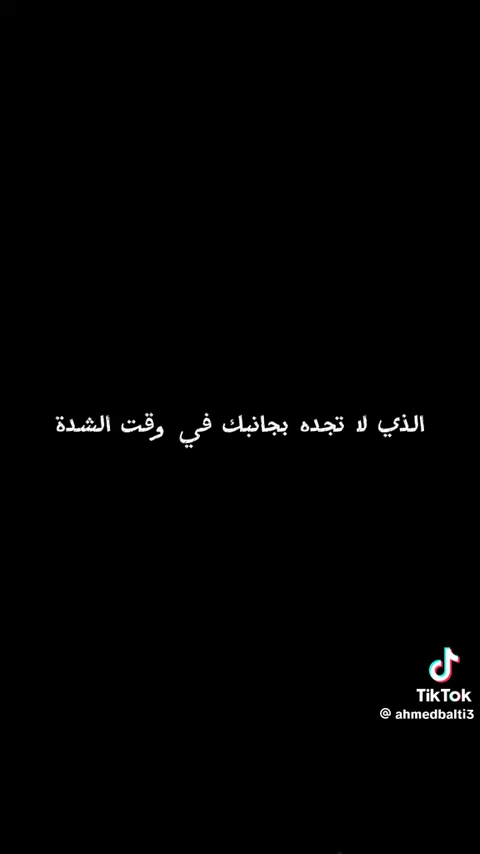 الذي لا تجده بجانبك في وقت الشدة
TikTok
@ ahmedbalti3